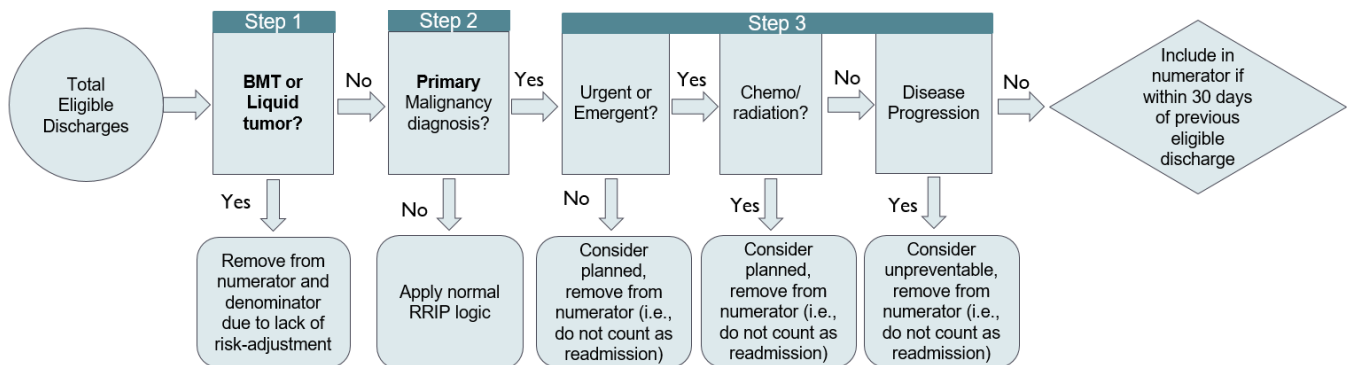 Step 1
Step 2
Step 3
Total
Eligible
Discharges
BMT or
Liquid
tumor?
No
Primary
Malignancy
diagnosis?
Yes
Urgent or
Emergent?
Yes
Chemo/
radiation?
No
Disease
Progression
No
Include in
numerator if
within 30 days
of previous
eligible
discharge
Yes
No
No
Yes
Yes
Remove from
numerator and
denominator
due to lack of
risk-adjustment
Apply normal
RRIP logic
Consider
planned,
remove from
numerator (i.e.,
do not count as
readmission)
Consider
planned,
remove from
numerator (i.e.,
do not count as
readmission)
Consider
unpreventable,
remove from
numerator (i.e.,
do not count as
readmission)